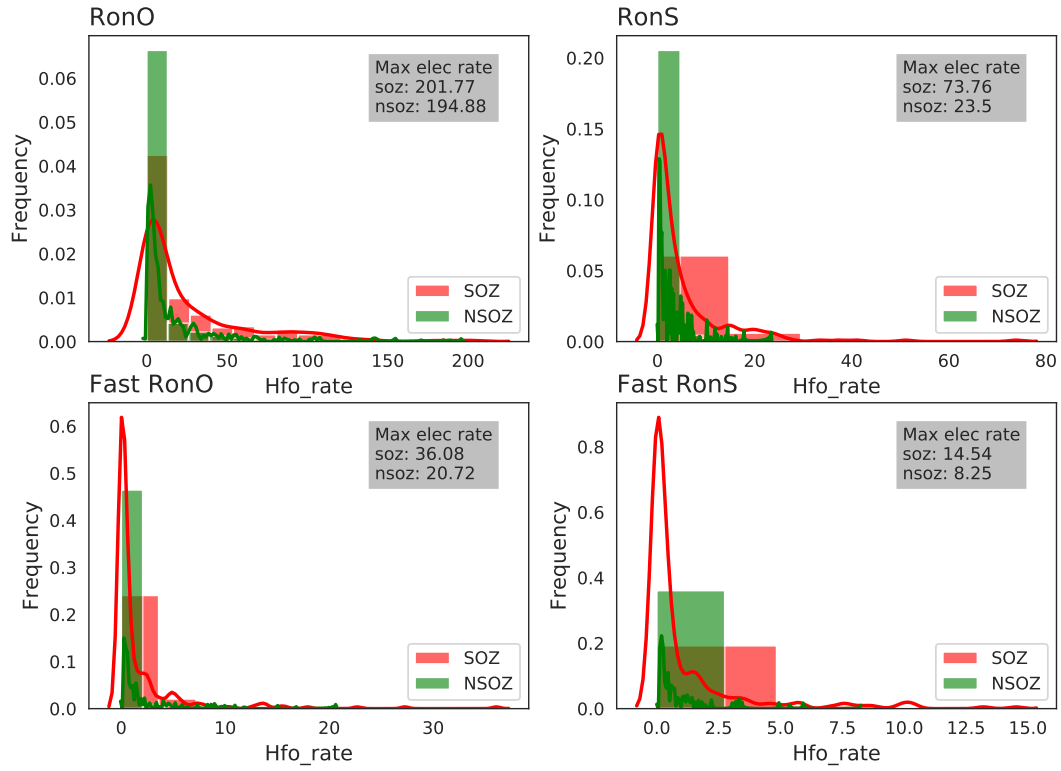 RonO
Frequency
0.06
0.05
0.04
0.03
0.02
0.01
0.00
Max elec rate
soz: 201.77
nsoz: 194.88
SOZ
NSOZ
0 50 100 150 200
Hfo_rate
RonS
Frequency
0.20
0.15
0.10
0.05
0.00
Max elec rate
soz: 73.76
nsoz: 23.5
SOZ
NSOZ
0 20 40 60 80
Hfo_rate
Fast RonO
Frequency
0.6
0.5
0.4
0.3
0.2
0.1
0.0
Max elec rate
soz: 36.08
nsoz: 20.72
SOZ
NSOZ
0 10 20 30
Hfo_rate
Fast RonS
Frequency
0.8
0.6
0.4
0.2
0.0
Max elec rate
soz: 14.54
nsoz: 8.25
SOZ
NSOZ
0.0 2.5 5.0 7.5 10.0 12.5 15.0
Hfo_rate